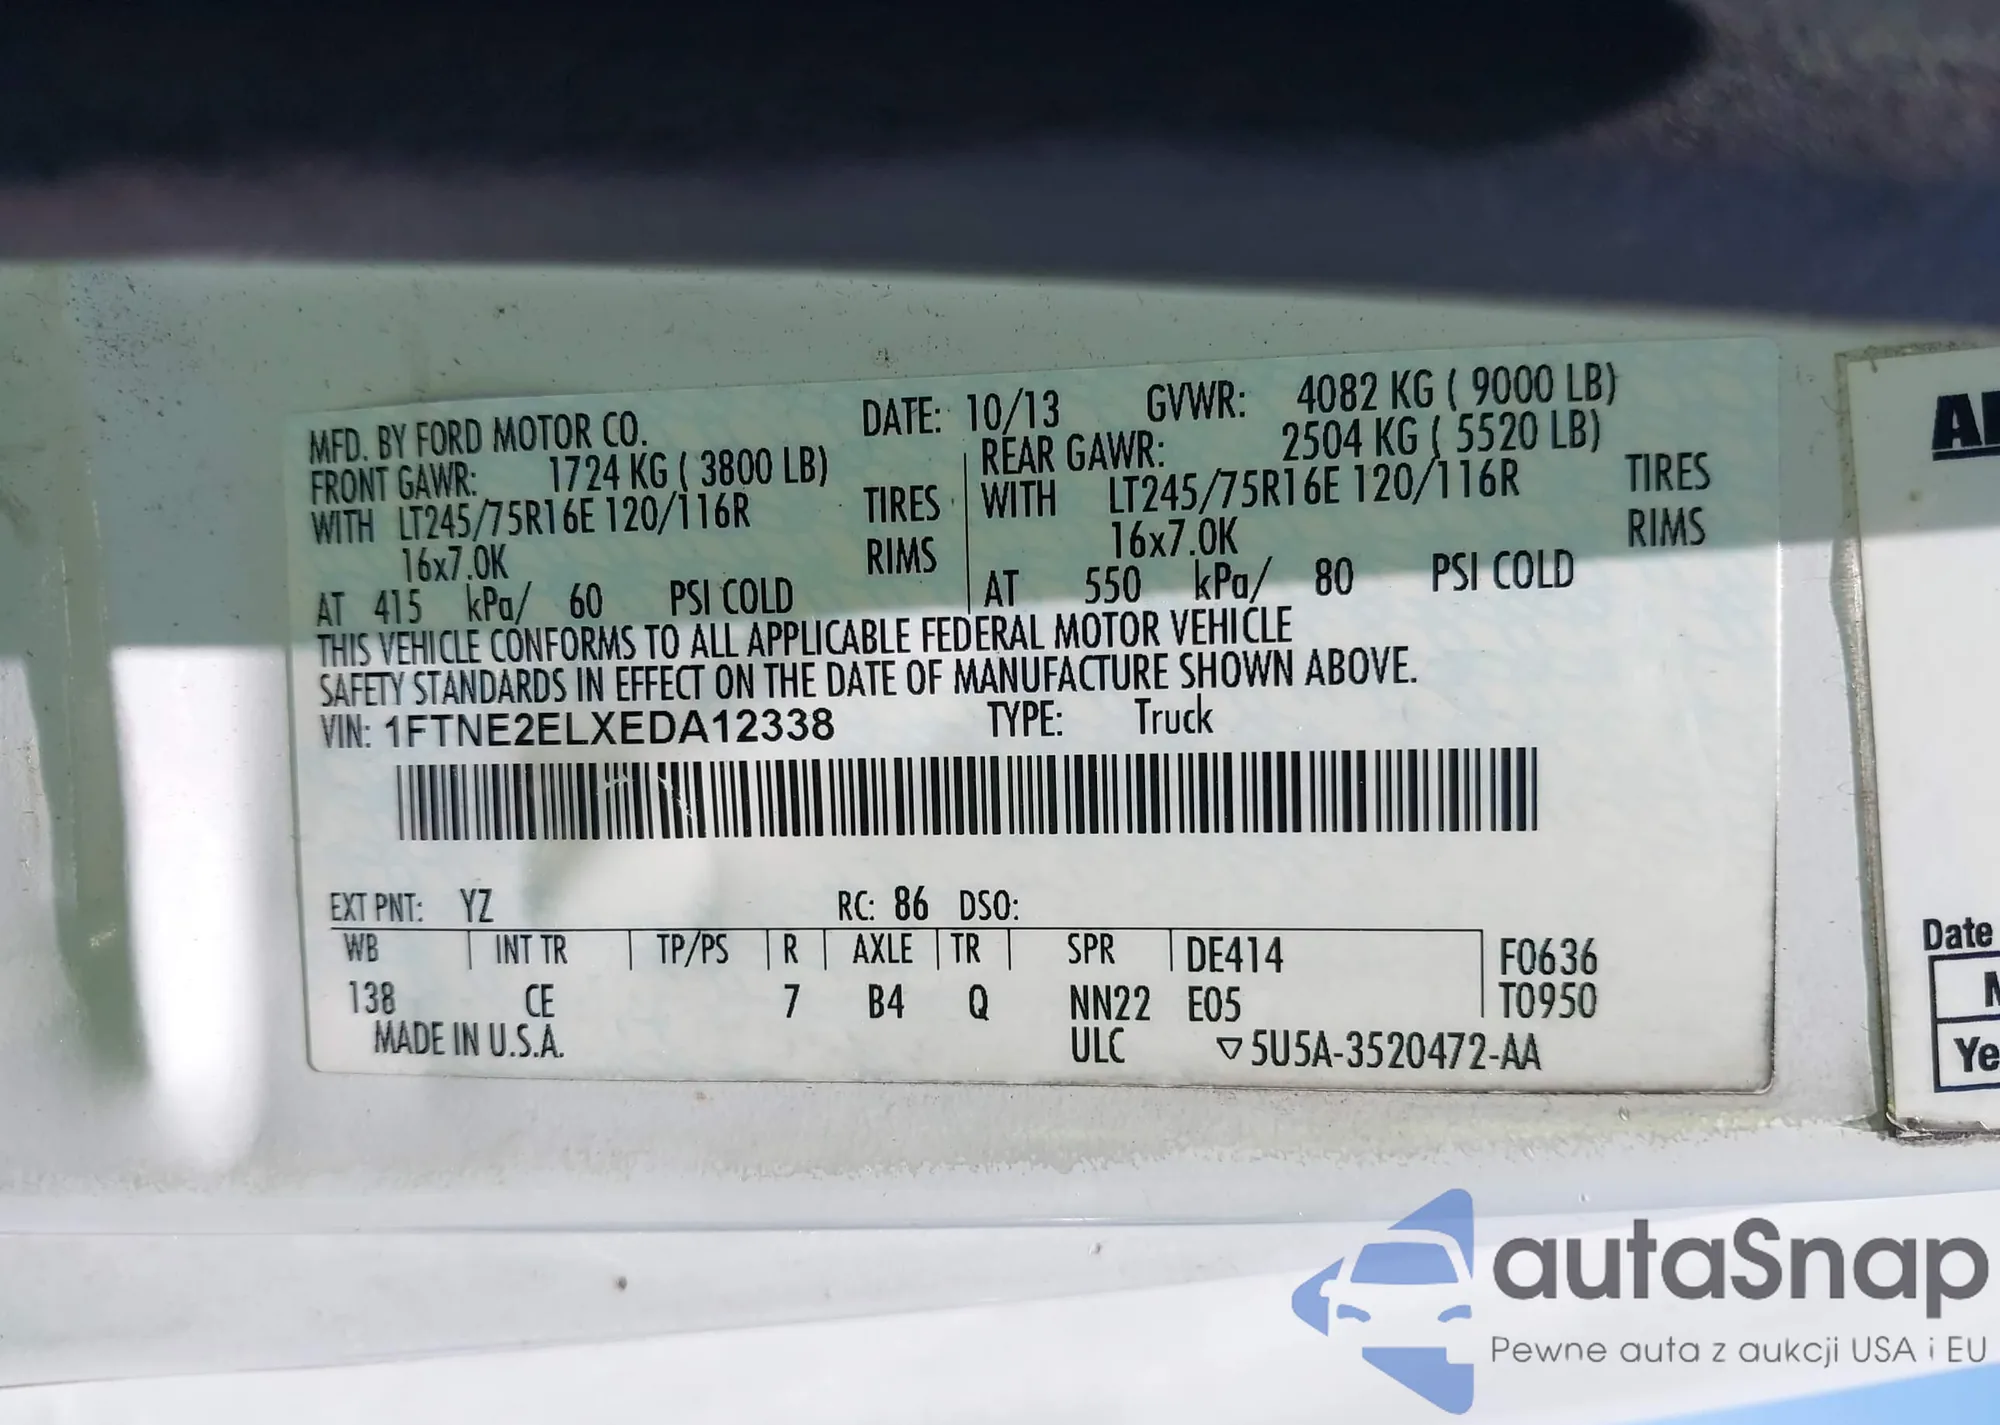 MFD. BY FORD MOTOR CO. DATE: 10/13 GVWR: 4082 KG ( 9000 LB)
FRONT GAWR: 1724 KG ( 3800 LB) REAR GAWR: 2504 KG ( 5520 LB)
WITH LT245/75R16E 120/116R TIRES WITH LT245/75R16E 120/116R TIRES
16x7.0K RIMS 16x7.0K RIMS
AT 415 kPa/ 60 PSI COLD AT 550 kPa/ 80 PSI COLD
THIS VEHICLE CONFORMS TO ALL APPLICABLE FEDERAL MOTOR VEHICLE
SAFETY STANDARDS IN EFFECT ON THE DATE OF MANUFACTURE SHOWN ABOVE.
VIN: 1FTNE2ELXEDA12338 TYPE: Truck
EXT PNT: YZ RC: 86 DSO:
WB INT TR TP/PS R AXLE TR SPR DE414 F0636
138 CE 7 B4 Q NN22 E05 T0950
MADE IN U.S.A. ULC ▽5U5A-3520472-AA
Date
autaSnap
Pewne auta z aukcji USA i EU